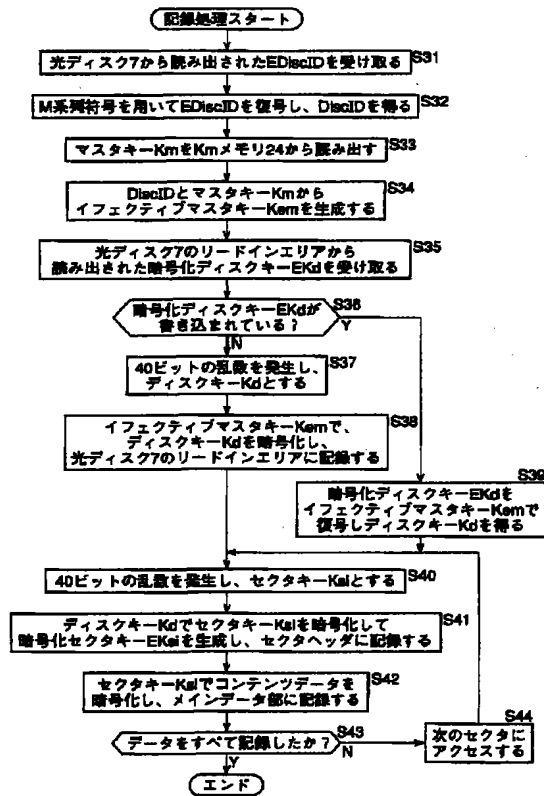 記録処理スタート
光ディスク7から読み出されたEDiscIDを受け取る
S31
M系列符号を用いてEDiscIDを復号し、DiscIDを得る
S32
マスタキーKmをKmメモリ24から読み出す
S33
DiscIDとマスタキーKmから
イフェクティブマスタキーKemを生成する
S34
光ディスク7のリードインエリアから
読み出された暗号化ディスクキーEKdを受け取る
S35
暗号化ディスクキーEKdが
書き込まれている?
S36
Y
N
40ビットの乱数を発生し、
ディスクキーKdとする
S37
イフェクティブマスタキーKemで、
ディスクキーKdを暗号化し、
光ディスク7のリードインエリアに記録する
S38
暗号化ディスクキーEKdを
イフェクティブマスタキーKemで
復号しディスクキーKdを得る
S39
40ビットの乱数を発生し、セクタキーKsiとする
S40
ディスクキーKdでセクタキーKsiを暗号化して
暗号化セクタキーEKsiを生成し、セクタヘッダに記録する
S41
セクタキーKsiでコンテンツデータを
暗号化し、メインデータ部に記録する
S42
データをすべて記録したか?
S43
N
Y
次のセクタに
アクセスする
S44
エンド